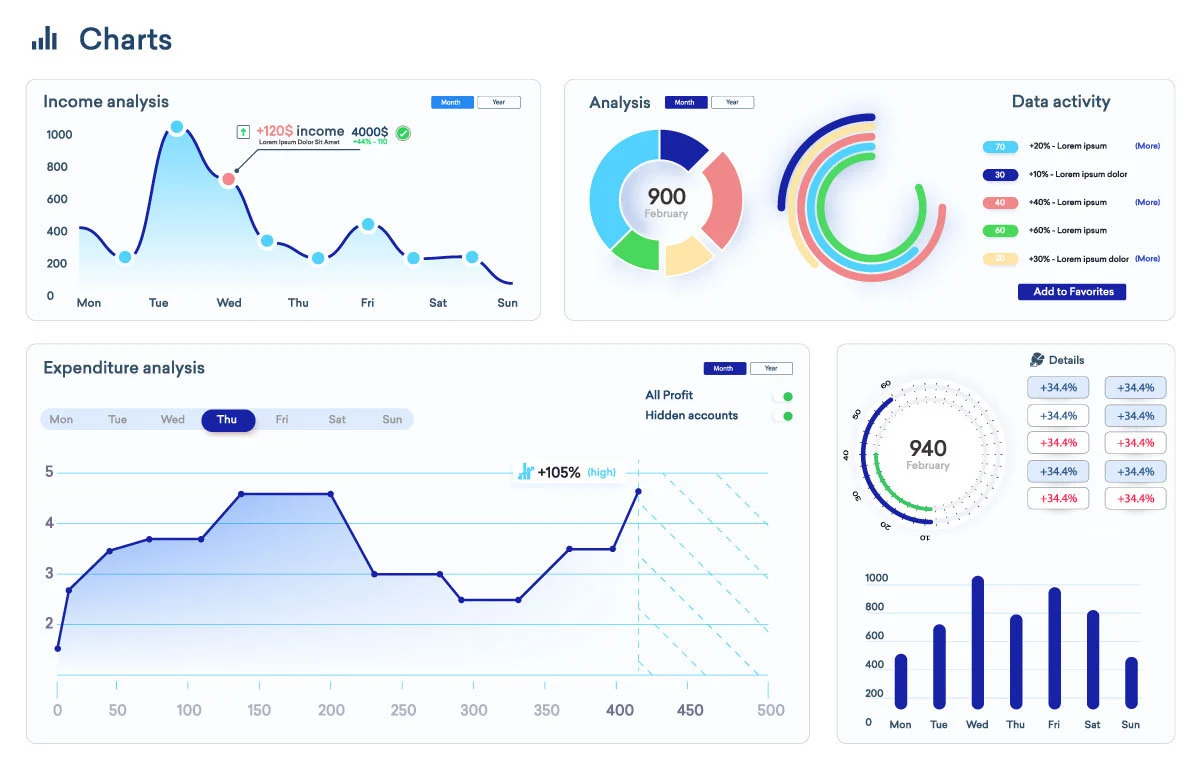 Charts
Income analysis
Month Year
+120$ income 4000$
Lorem Ipsum Dolor Sit Amet +44% - 110
1000
800
600
400
200
0
Mon Tue Wed Thu Fri Sat Sun
Analysis Month Year
900
February
Data activity
70 +20% - Lorem ipsum (More)
30 +10% - Lorem ipsum dolor
40 +40% - Lorem ipsum (More)
60 +60% - Lorem ipsum
20 +30% - Lorem ipsum dolor (More)
Add to Favorites
Expenditure analysis
Month Year
All Profit
Hidden accounts
Mon Tue Wed Thu Fri Sat Sun
+105% (high)
5
4
3
2
0 50 100 150 200 250 300 350 400 450 500
60
50
40
30
20
10
940
February
Details
+34.4% +34.4%
+34.4% +34.4%
+34.4% +34.4%
+34.4% +34.4%
+34.4% +34.4%
1000
800
600
400
200
0
Mon Tue Wed Thu Fri Sat Sun